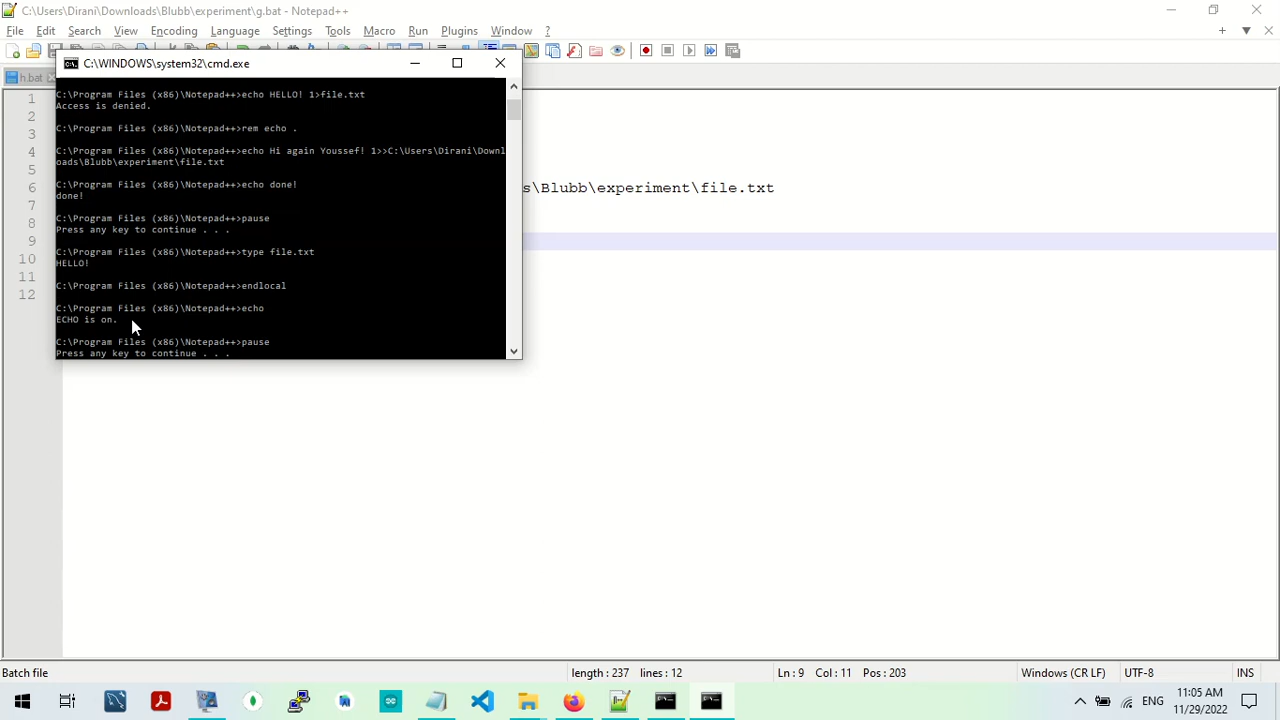 C:\Users\Dirani\Downloads\Blubb\experiment\g.bat - Notepad++
File Edit Search View Encoding Language Settings Tools Macro Run Plugins Window ?
h.bat
C:\WINDOWS\system32\cmd.exe
C:\Program Files (x86)\Notepad++>echo HELLO! 1>file.txt
Access is denied.
C:\Program Files (x86)\Notepad++>rem echo .
C:\Program Files (x86)\Notepad++>echo Hi again Youssef! 1>>C:\Users\Dirani\Downl
oads\Blubb\experiment\file.txt
C:\Program Files (x86)\Notepad++>echo done!
done!
C:\Program Files (x86)\Notepad++>pause
Press any key to continue . . .
C:\Program Files (x86)\Notepad++>type file.txt
HELLO!
C:\Program Files (x86)\Notepad++>endlocal
C:\Program Files (x86)\Notepad++>echo
ECHO is on.
C:\Program Files (x86)\Notepad++>pause
Press any key to continue . . .
1
2
3
4
5
6 s\Blubb\experiment\file.txt
7
8
9
10
11
12
Batch file length : 237 lines : 12 Ln : 9 Col : 11 Pos : 203 Windows (CR LF) UTF-8 INS
ENG 11:05 AM
11/29/2022